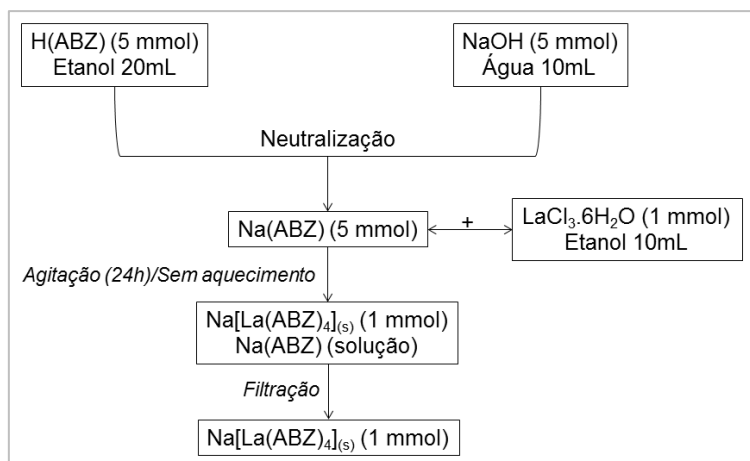 H(ABZ) (5 mmol)
Etanol 20mL
NaOH (5 mmol)
Água 10mL
Neutralização
Na(ABZ) (5 mmol)
+
LaCl₃.6H₂O (1 mmol)
Etanol 10mL
Agitação (24h)/Sem aquecimento
Na[La(ABZ)₄]₍s₎ (1 mmol)
Na(ABZ) (solução)
Filtração
Na[La(ABZ)₄]₍s₎ (1 mmol)